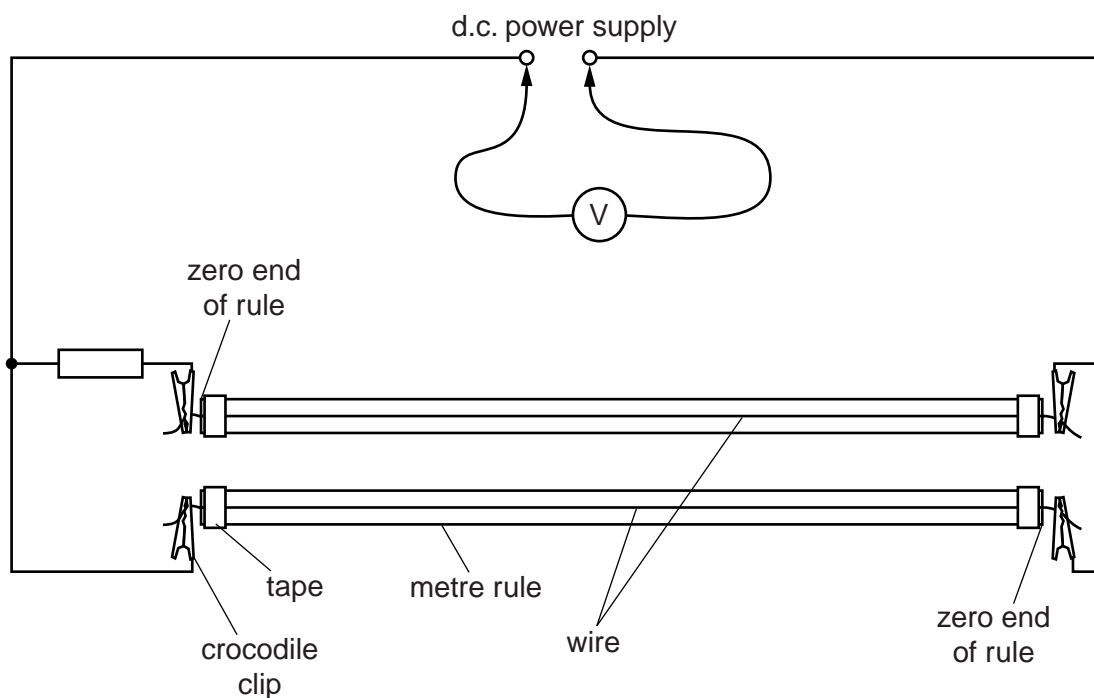 d.c. power supply
V
zero end
of rule
tape
metre rule
wire
crocodile
clip
zero end
of rule